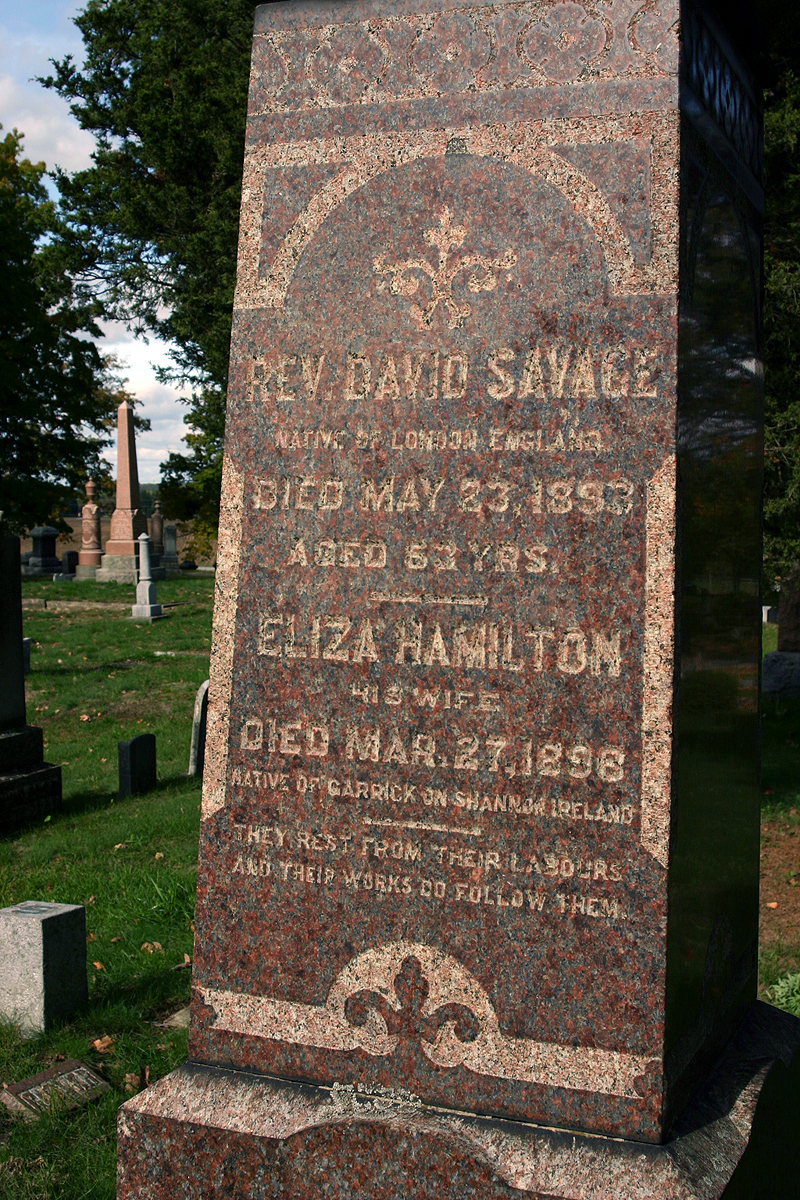 REV. DAVID SAVAGE
NATIVE OF LONDON ENGLAND.
DIED MAY 23, 1893
AGED 63 YRS.
ELIZA HAMILTON
HIS WIFE
DIED MAR. 27, 1896
NATIVE OF CARRICK ON SHANNON IRELAND
THEY REST FROM THEIR LABOURS
AND THEIR WORKS DO FOLLOW THEM.